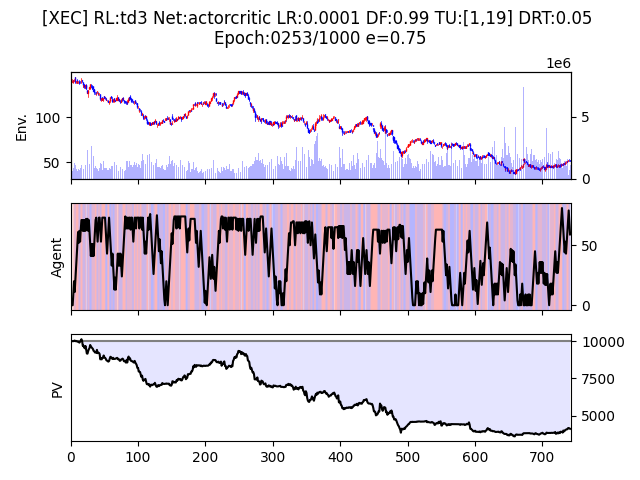 [XEC] RL:td3 Net:actorcritic LR:0.0001 DF:0.99 TU:[1,19] DRT:0.05
Epoch:0253/1000 e=0.75
1e6
Env.
100
50
5
0
Agent
50
0
PV
10000
7500
5000
0 100 200 300 400 500 600 700